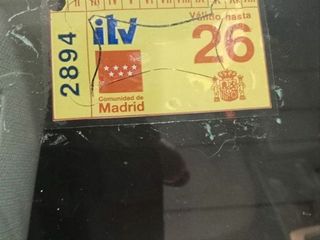 itv
Válido hasta
26
2894
Comunidad de
Madrid